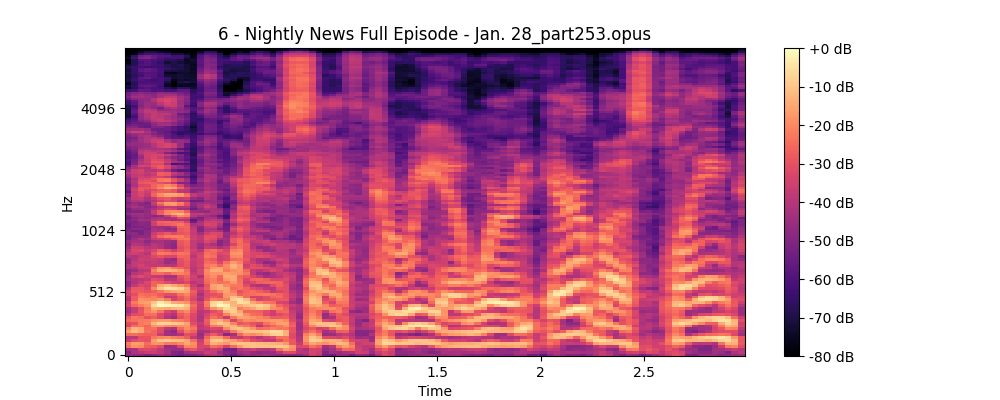 6 - Nightly News Full Episode - Jan. 28_part253.opus
Hz
4096
2048
1024
512
0
0
0.5
1
1.5
2
2.5
Time
+0 dB
-10 dB
-20 dB
-30 dB
-40 dB
-50 dB
-60 dB
-70 dB
-80 dB